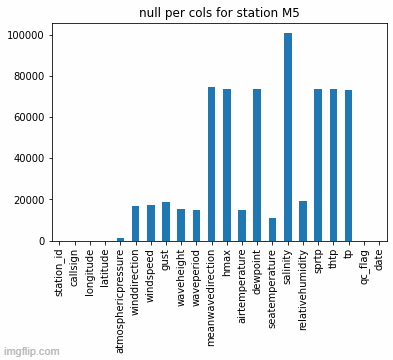 null per cols for station M5
100000
80000
60000
40000
20000
0
station_id
callsign
longitude
latitude
atmosphericpressure
winddirection
windspeed
gust
waveheight
waveperiod
meanwavedirection
hmax
airtemperature
dewpoint
seatemperature
salinity
relativehumidity
sprtp
thtp
tp
qc_flag
date
imgflip.com